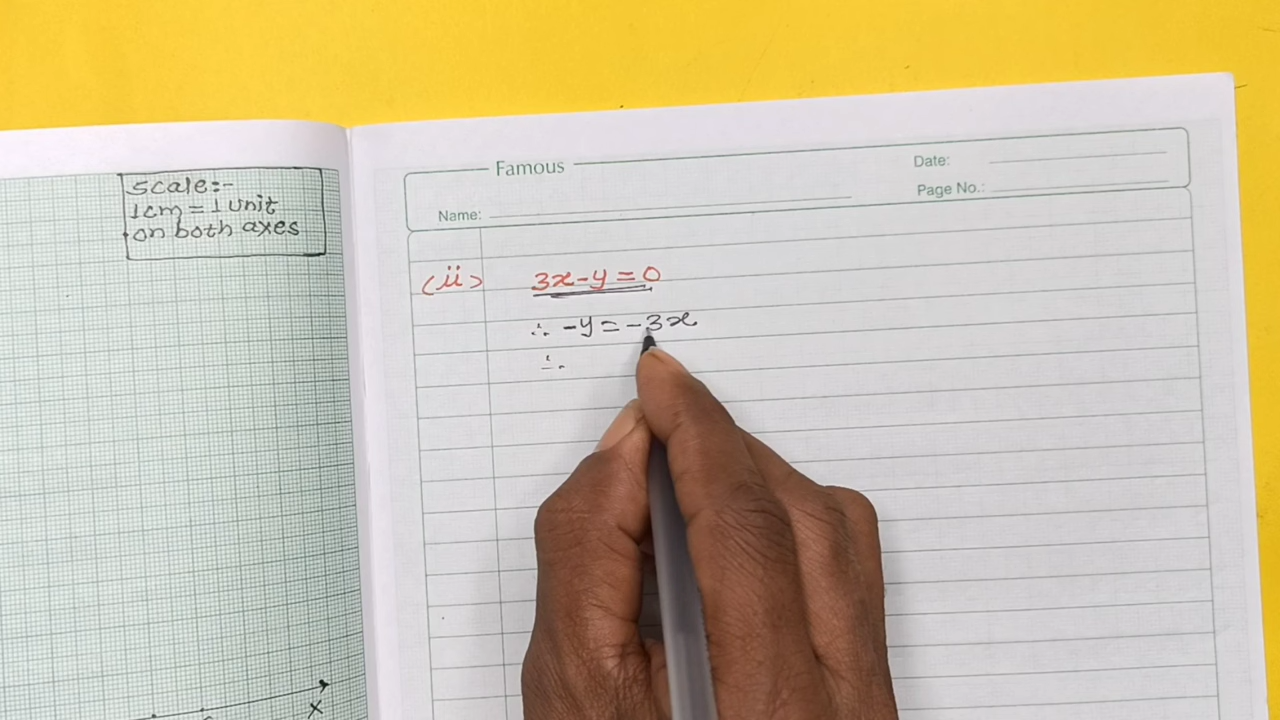 Scale:-
1cm = 1 unit
on both axes
X
Famous
Date:
Page No.:
Name:
(ii) 3x-y=0
∴ -y=-3x
∴